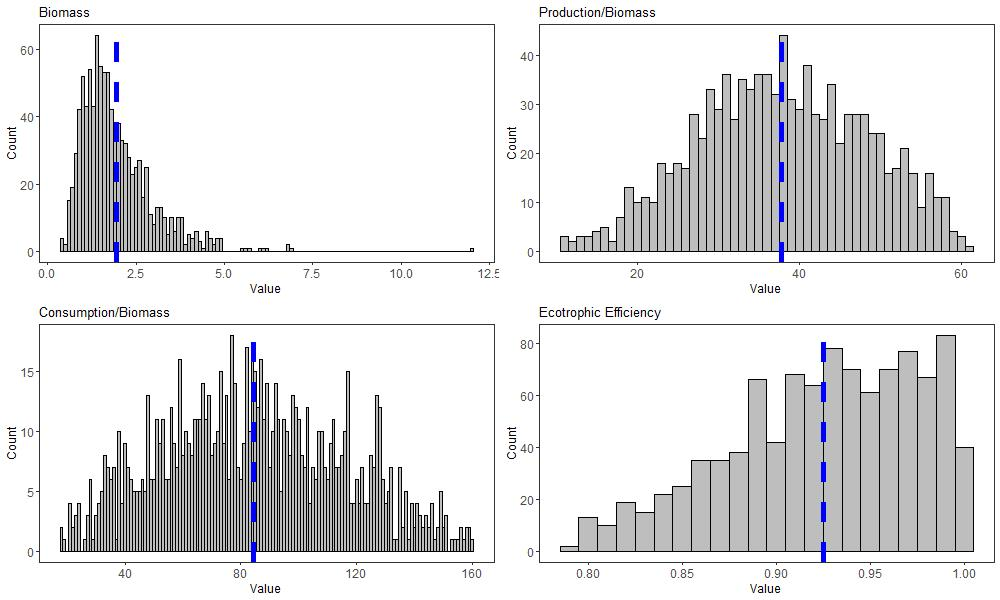 Biomass
60
40
20
0
Count
0.0 2.5 5.0 7.5 10.0 12.5
Value
Production/Biomass
40
30
20
10
0
Count
20 40 60
Value
Consumption/Biomass
15
10
5
0
Count
40 80 120 160
Value
Ecotrophic Efficiency
80
60
40
20
0
Count
0.80 0.85 0.90 0.95 1.00
Value